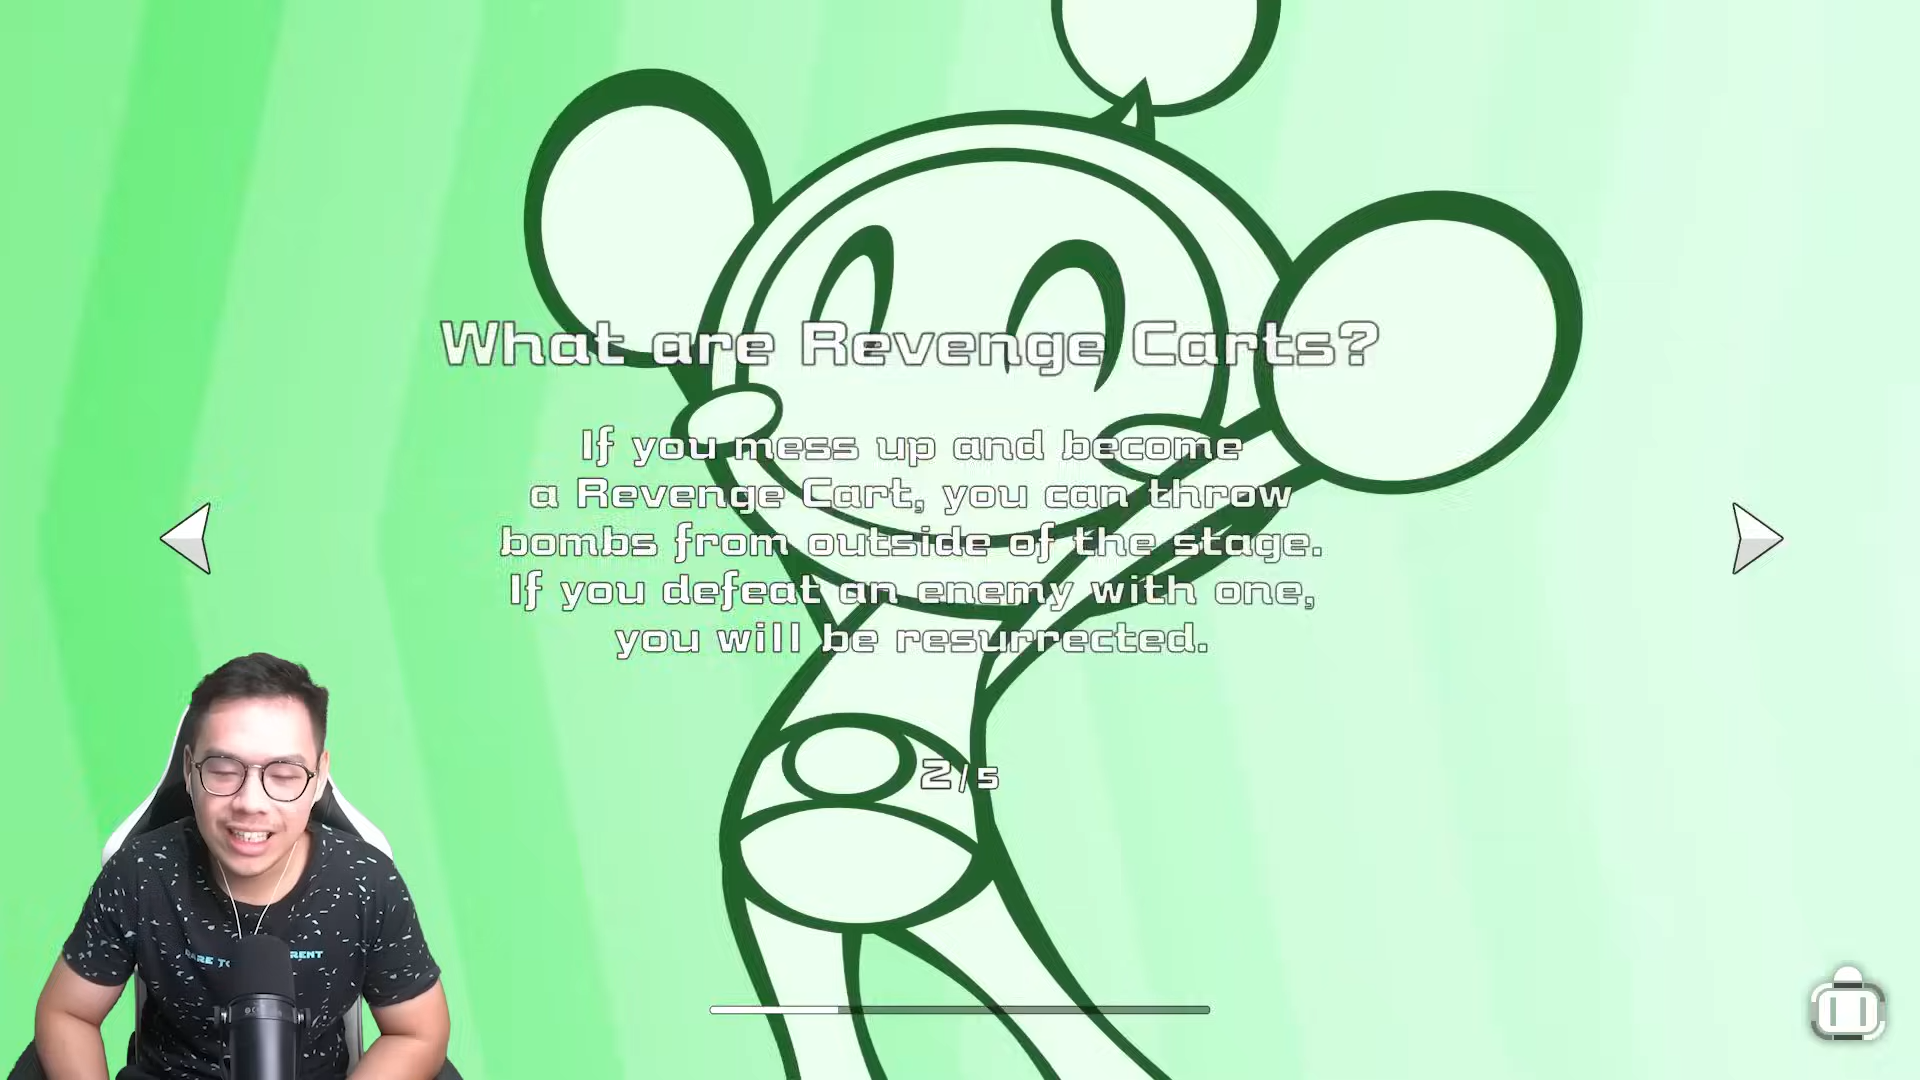 What are Revenge Carts?
If you mess up and become
a Revenge Cart, you can throw
bombs from outside of the stage.
If you defeat an enemy with one,
you will be resurrected.
2/5